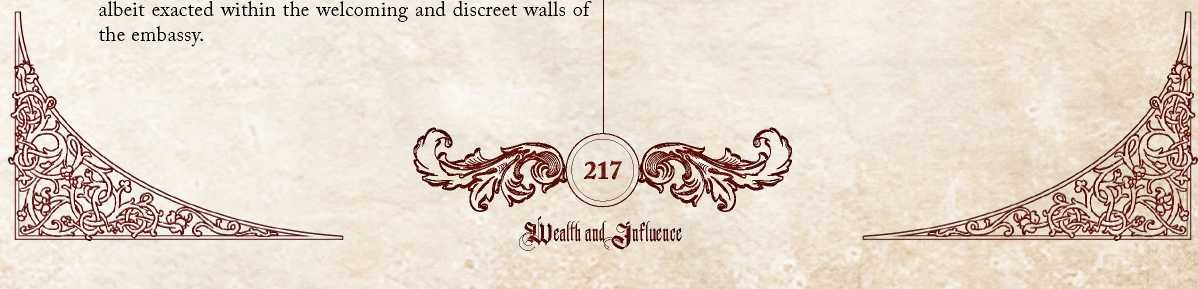 albeit exacted within the welcoming and discreet walls of
the embassy.
217
Wealth and Influence